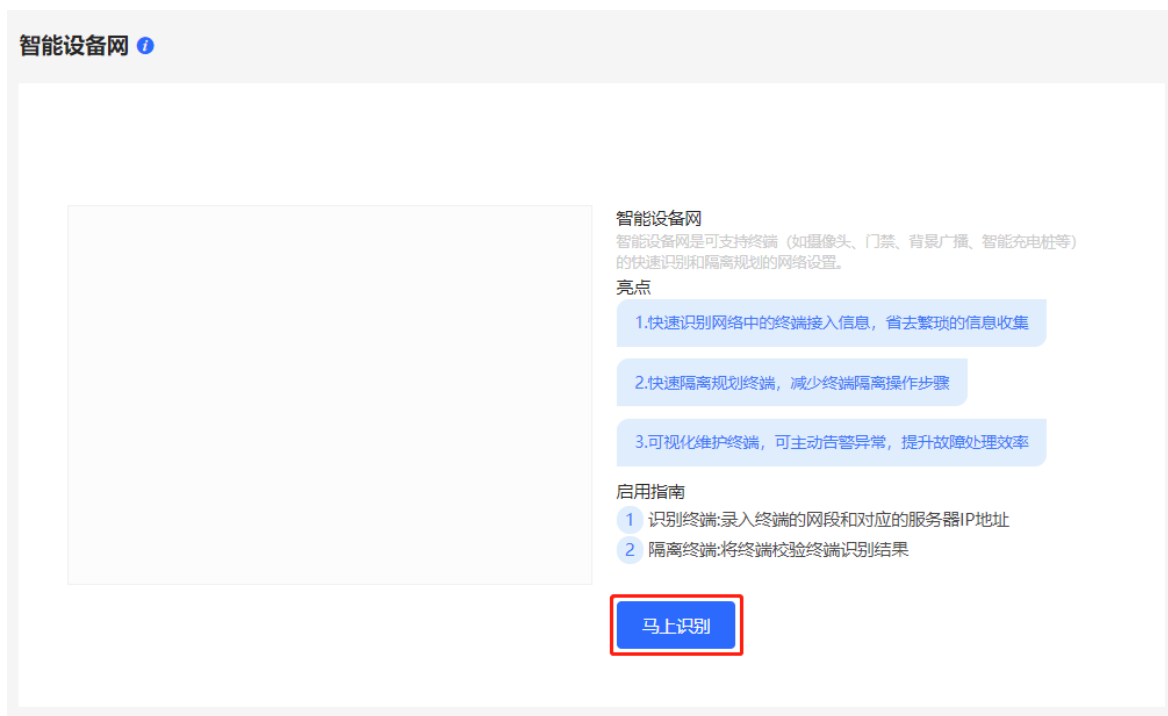 智能设备网
智能设备网
智能设备网是可支持终端（如摄像头、门禁、背景广播、智能充电桩等）
的快速识别和隔离规划的网络设置。
亮点
1.快速识别网络中的终端接入信息，省去繁琐的信息收集
2.快速隔离规划终端，减少终端隔离操作步骤
3.可视化维护终端，可主动告警异常，提升故障处理效率
启用指南
1 识别终端:录入终端的网段和对应的服务器IP地址
2 隔离终端:将终端校验终端识别结果
马上识别